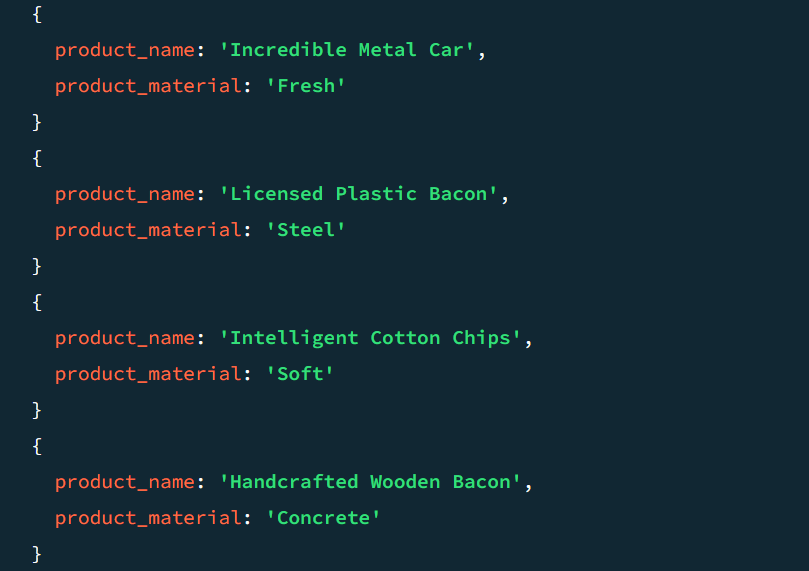 {
  product_name: 'Incredible Metal Car',
  product_material: 'Fresh'
}
{
  product_name: 'Licensed Plastic Bacon',
  product_material: 'Steel'
}
{
  product_name: 'Intelligent Cotton Chips',
  product_material: 'Soft'
}
{
  product_name: 'Handcrafted Wooden Bacon',
  product_material: 'Concrete'
}